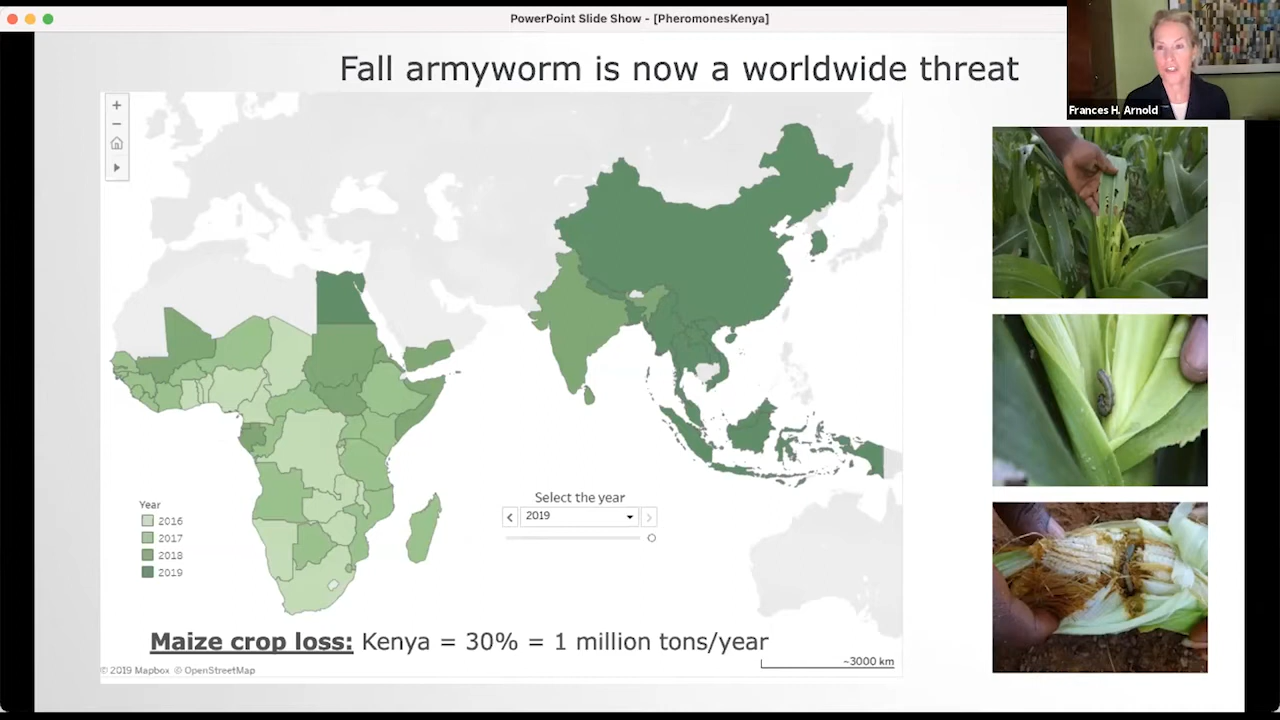 PowerPoint Slide Show - [PheromonesKenya]
Frances H. Arnold
Fall armyworm is now a worldwide threat
Select the year
2019
Year
2016
2017
2018
2019
Maize crop loss: Kenya = 30% = 1 million tons/year
© 2019 Mapbox © OpenStreetMap
~3000 km